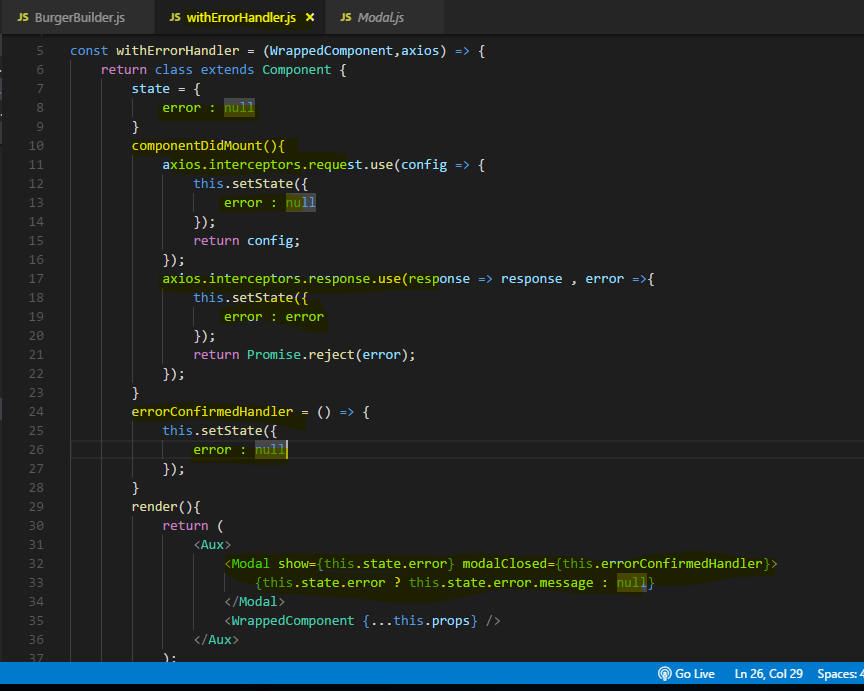 JS BurgerBuilder.js JS withErrorHandler.js × JS Modal.js
5 const withErrorHandler = (WrappedComponent,axios) => {
6 return class extends Component {
7 state = {
8 error : null
9 }
10 componentDidMount(){
11 axios.interceptors.request.use(config => {
12 this.setState({
13 error : null
14 });
15 return config;
16 });
17 axios.interceptors.response.use(response => response , error =>{
18 this.setState({
19 error : error
20 });
21 return Promise.reject(error);
22 });
23 }
24 errorConfirmedHandler = () => {
25 this.setState({
26 error : null
27 });
28 }
29 render(){
30 return (
31 <Aux>
32 <Modal show={this.state.error} modalClosed={this.errorConfirmedHandler}>
33 {this.state.error ? this.state.error.message : null}
34 </Modal>
35 <WrappedComponent {...this.props} />
36 </Aux>
37 );
Go Live Ln 26, Col 29 Spaces: 4